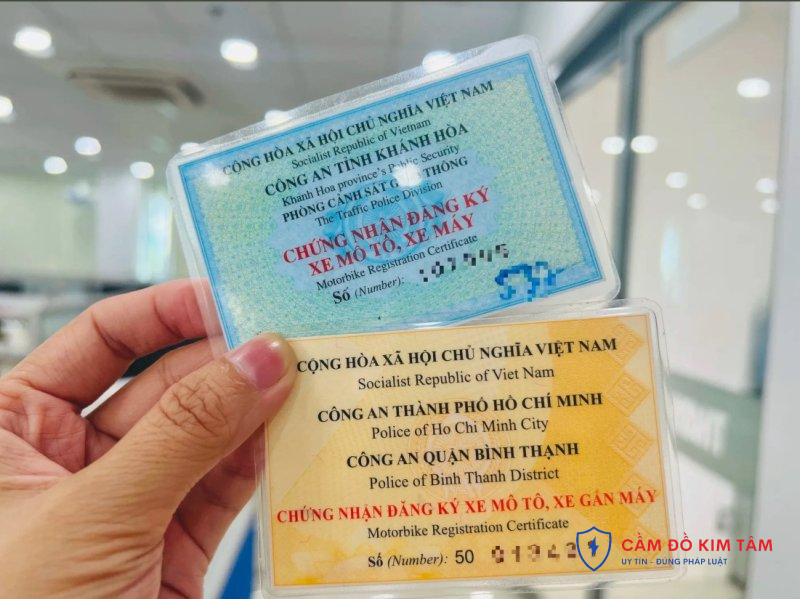 CỘNG HÒA XÃ HỘI CHỦ NGHĨA VIỆT NAM
Socialist Republic of Vietnam
CÔNG AN TỈNH KHÁNH HÒA
Khanh Hoa province's Public Security
PHÒNG CẢNH SÁT GIAO THÔNG
The Traffic Police Division
CHỨNG NHẬN ĐĂNG KÝ
XE MÔ TÔ, XE MÁY
Motorbike Registration Certificate
Số (Number):
CỘNG HÒA XÃ HỘI CHỦ NGHĨA VIỆT NAM
Socialist Republic of Viet Nam
CÔNG AN THÀNH PHỐ HỒ CHÍ MINH
Police of Ho Chi Minh City
CÔNG AN QUẬN BÌNH THẠNH
Police of Binh Thanh District
CHỨNG NHẬN ĐĂNG KÝ XE MÔ TÔ, XE GẮN MÁY
Motorbike Registration Certificate
Số (Number): 50
CẦM ĐỒ KIM TÂM
UY TÍN - ĐÚNG PHÁP LUẬT